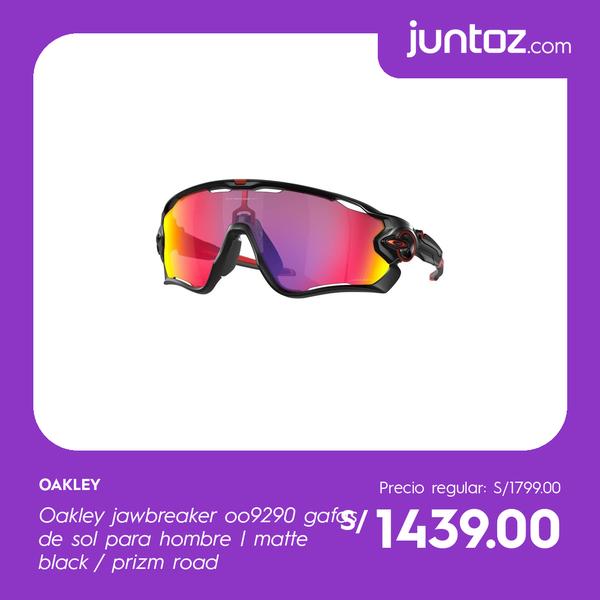 juntoz.com
OAKLEY
Oakley jawbreaker oo9290 gafas
de sol para hombre | matte
black / prizm road
Precio regular: S/1799.00
S/ 1439.00